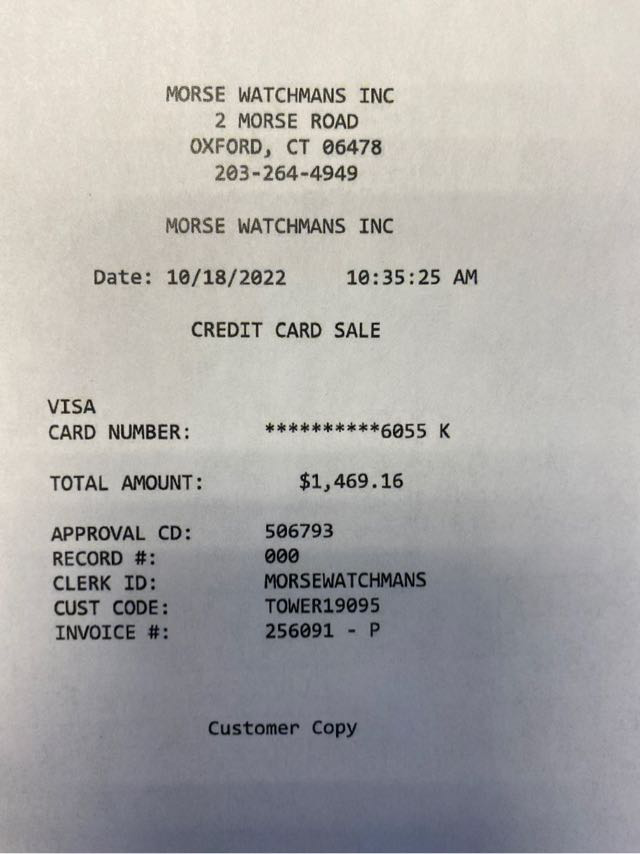 MORSE WATCHMANS INC
2 MORSE ROAD
OXFORD, CT 06478
203-264-4949
MORSE WATCHMANS INC
Date: 10/18/2022 10:35:25 AM
CREDIT CARD SALE
VISA
CARD NUMBER: **********6055 K
TOTAL AMOUNT: $1,469.16
APPROVAL CD: 506793
RECORD #: 000
CLERK ID: MORSEWATCHMANS
CUST CODE: TOWER19095
INVOICE #: 256091 - P
Customer Copy